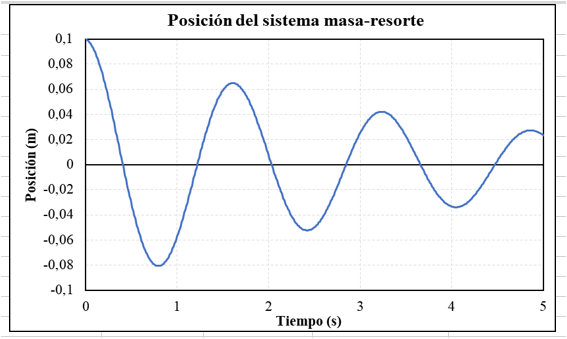 Posición del sistema masa-resorte
Posición (m)
0,1
0,08
0,06
0,04
0,02
0
-0,02
-0,04
-0,06
-0,08
-0,1
0 1 2 3 4 5
Tiempo (s)